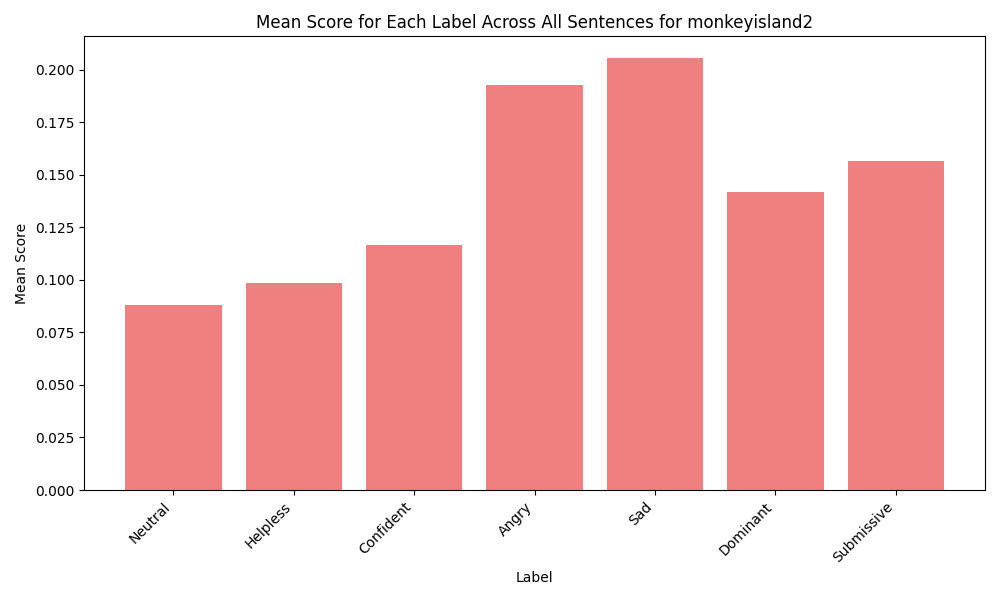 Mean Score for Each Label Across All Sentences for monkeyisland2
Mean Score
0.200
0.175
0.150
0.125
0.100
0.075
0.050
0.025
0.000
Neutral
Helpless
Confident
Angry
Sad
Dominant
Submissive
Label